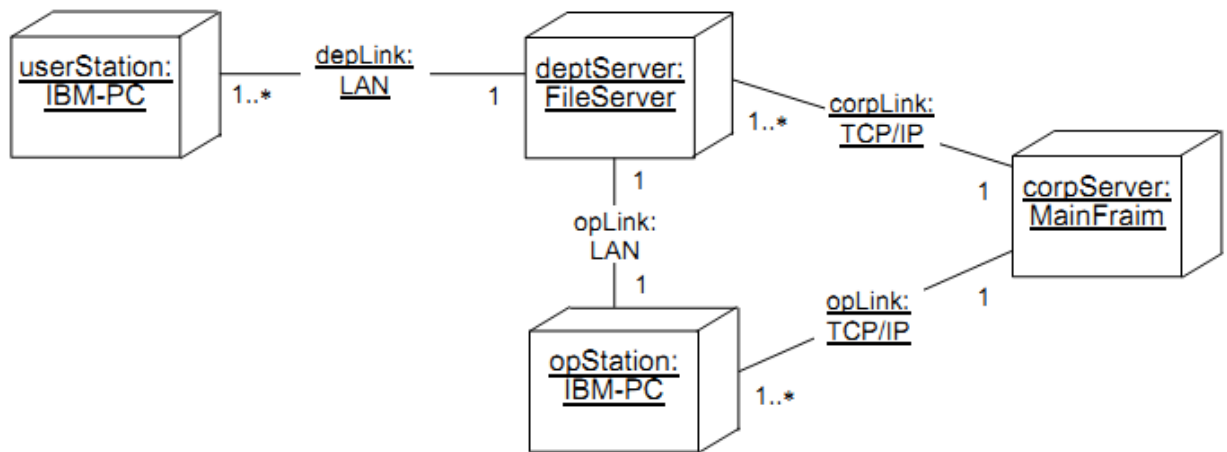 userStation:
IBM-PC
1..*
depLink:
LAN
1
deptServer:
FileServer
1..*
corpLink:
TCP/IP
1
corpServer:
MainFraim
1
opLink:
LAN
1
opStation:
IBM-PC
1..*
opLink:
TCP/IP
1